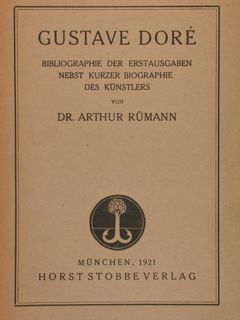 GUSTAVE DORÉ
BIBLIOGRAPHIE DER ERSTAUSGABEN
NEBST KURZER BIOGRAPHIE
DES KÜNSTLERS
VON
DR. ARTHUR RÜMANN
MÜNCHEN, 1921
HORST STOBBE VERLAG